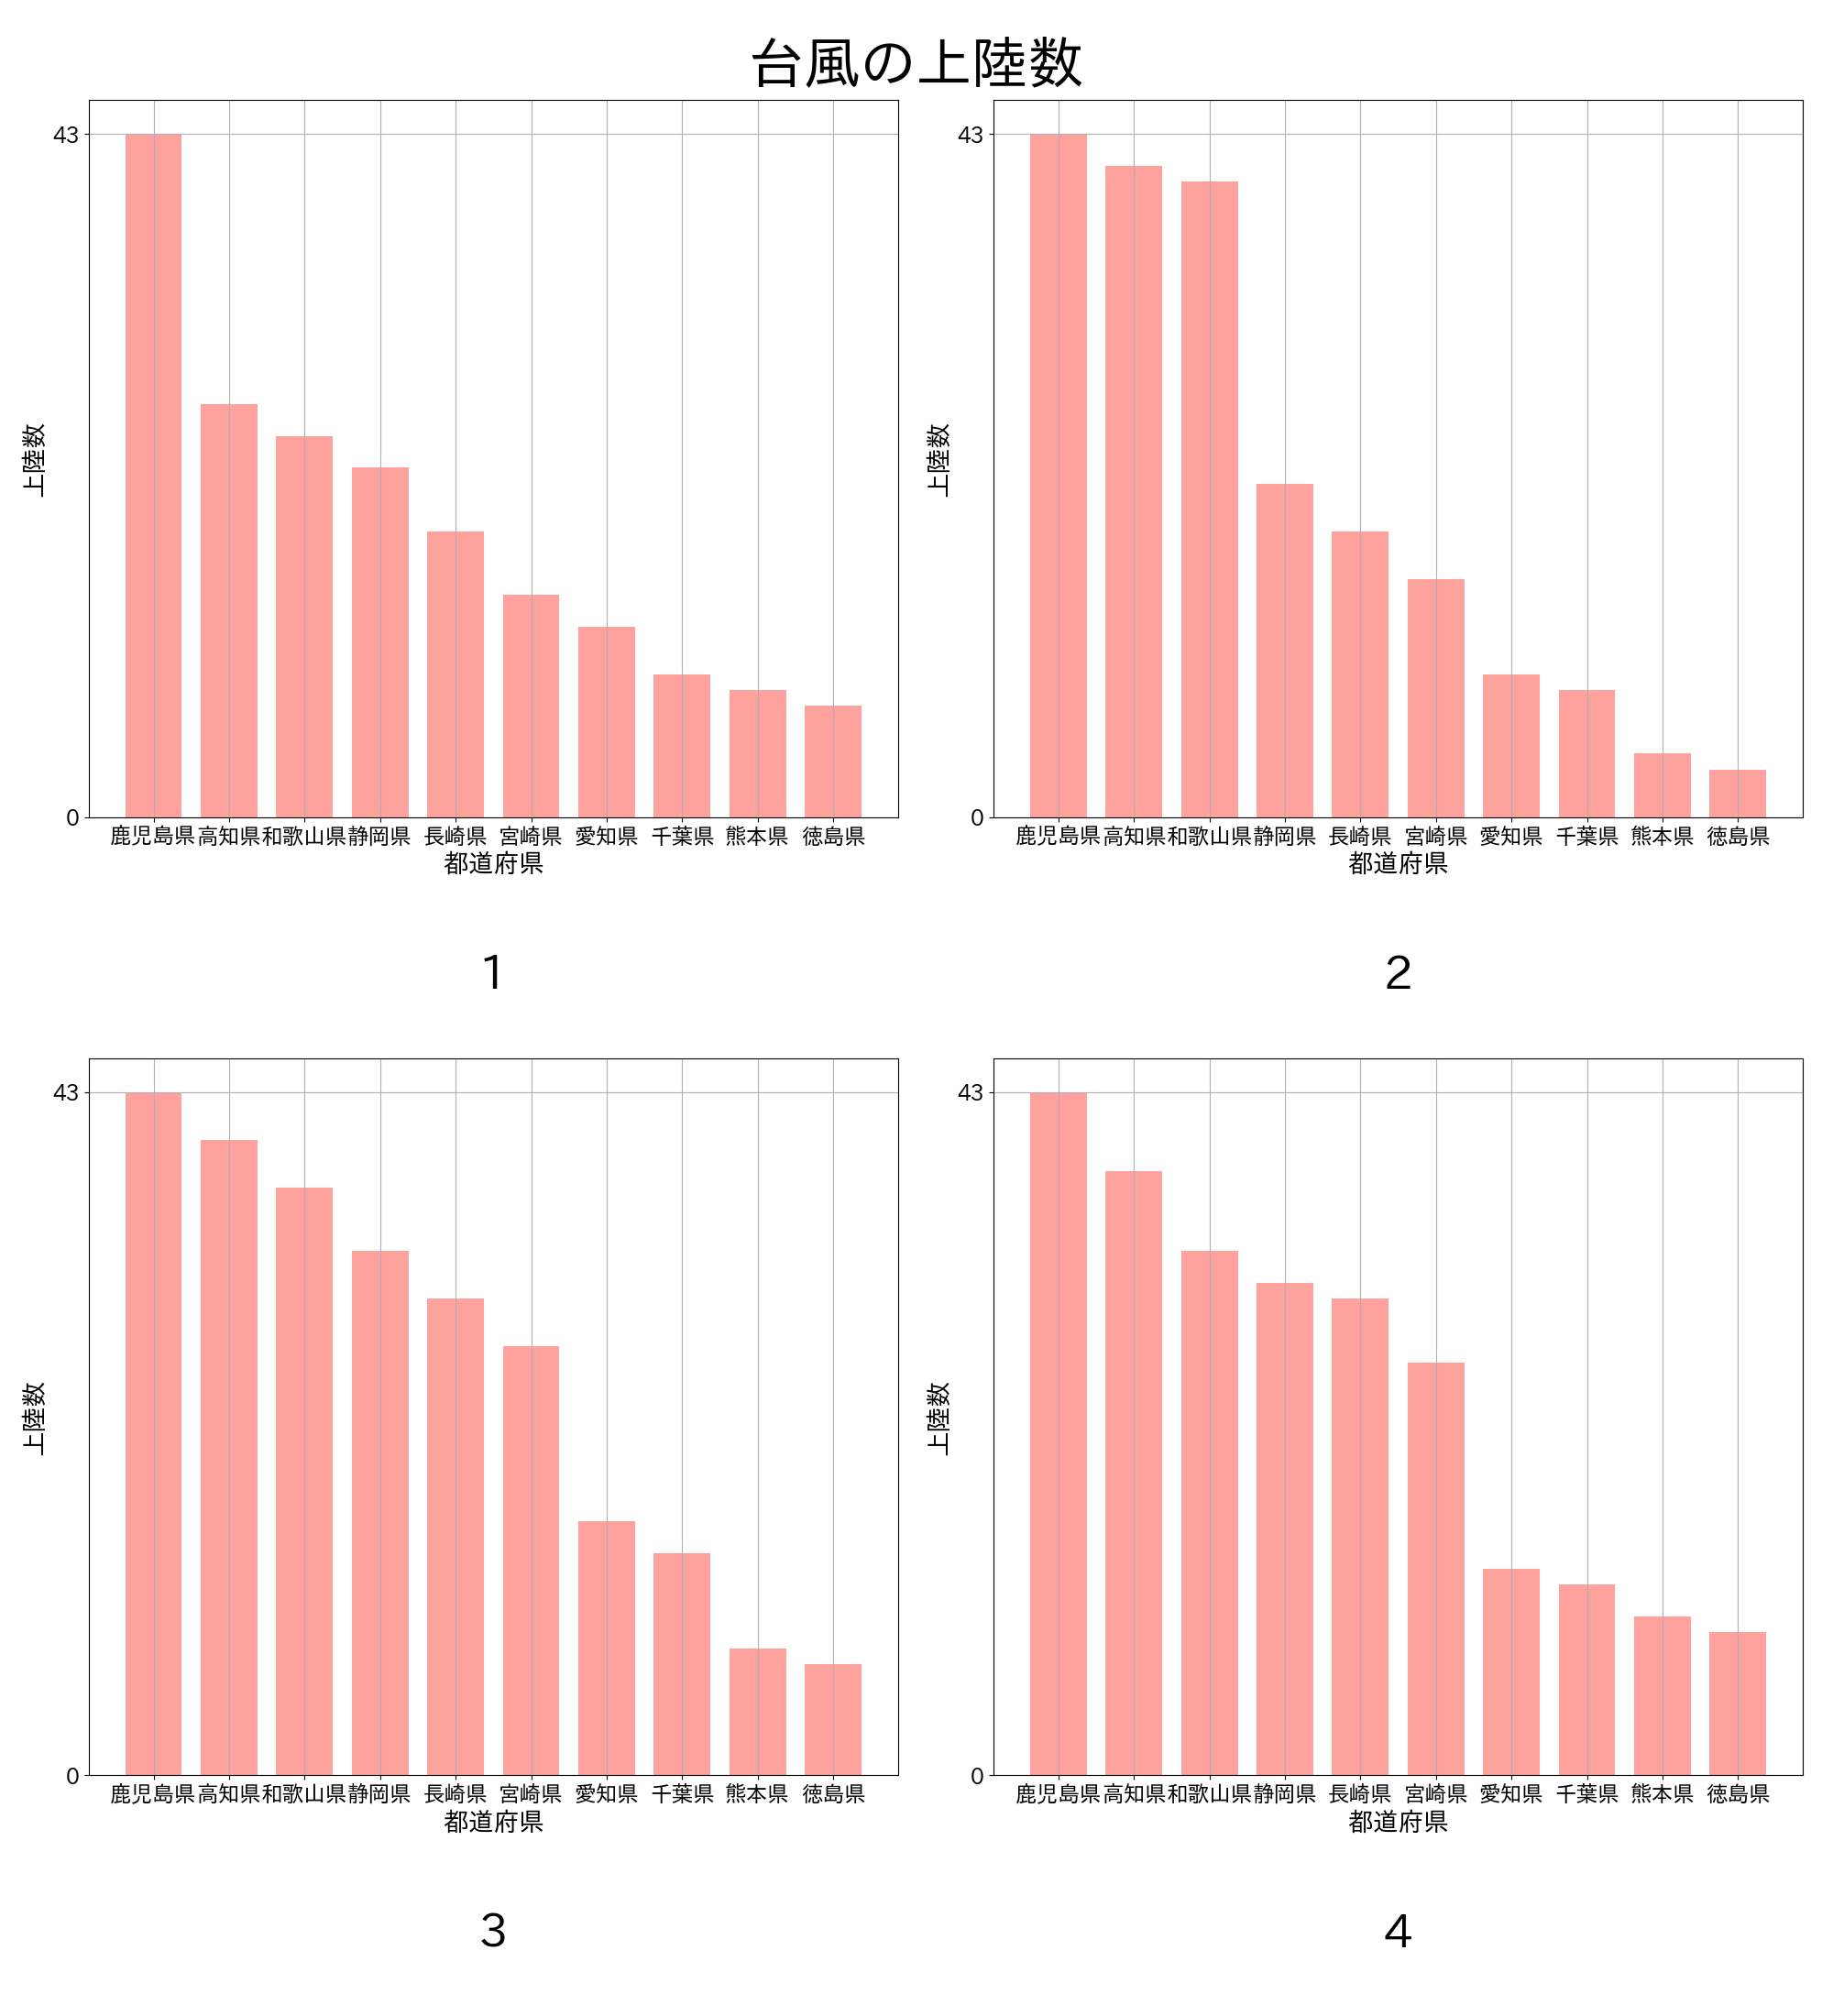 台風の上陸数
43
0
上陸数
鹿児島県 高知県 和歌山県 静岡県 長崎県 宮崎県 愛知県 千葉県 熊本県 徳島県
都道府県
1
43
0
上陸数
鹿児島県 高知県 和歌山県 静岡県 長崎県 宮崎県 愛知県 千葉県 熊本県 徳島県
都道府県
2
43
0
上陸数
鹿児島県 高知県 和歌山県 静岡県 長崎県 宮崎県 愛知県 千葉県 熊本県 徳島県
都道府県
3
43
0
上陸数
鹿児島県 高知県 和歌山県 静岡県 長崎県 宮崎県 愛知県 千葉県 熊本県 徳島県
都道府県
4